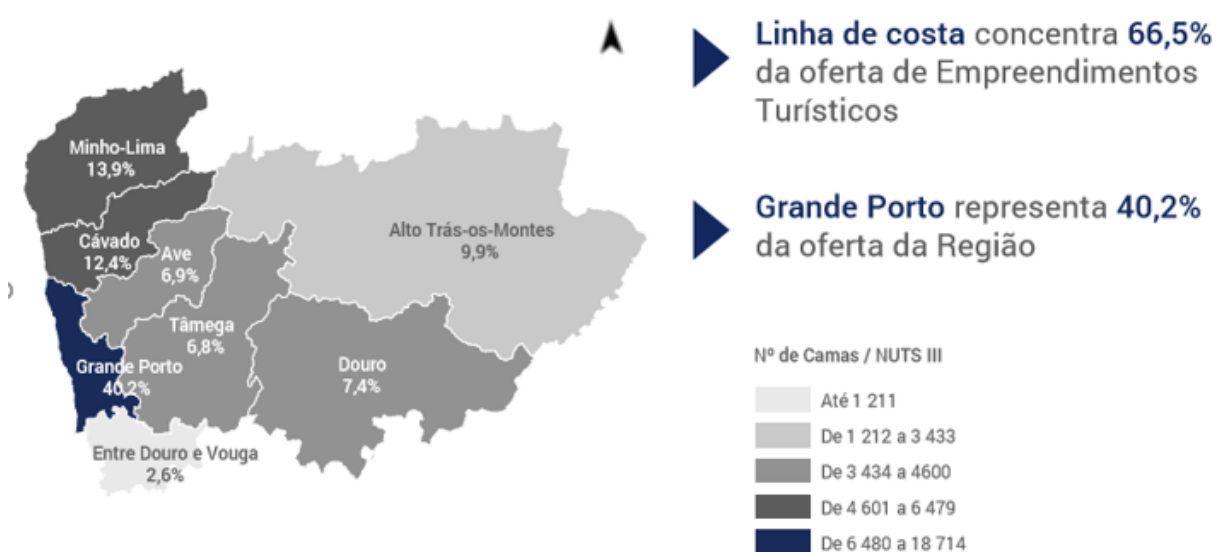 Linha de costa concentra 66,5%
da oferta de Empreendimentos
Turísticos
Grande Porto representa 40,2%
da oferta da Região
Minho-Lima
13,9%
Cávado
12,4%
Ave
6,9%
Alto Trás-os-Montes
9,9%
Tâmega
6,8%
Grande Porto
40,2%
Douro
7,4%
Entre Douro e Vouga
2,6%
Nº de Camas / NUTS III
Até 1 211
De 1 212 a 3 433
De 3 434 a 4600
De 4 601 a 6 479
De 6 480 a 18 714